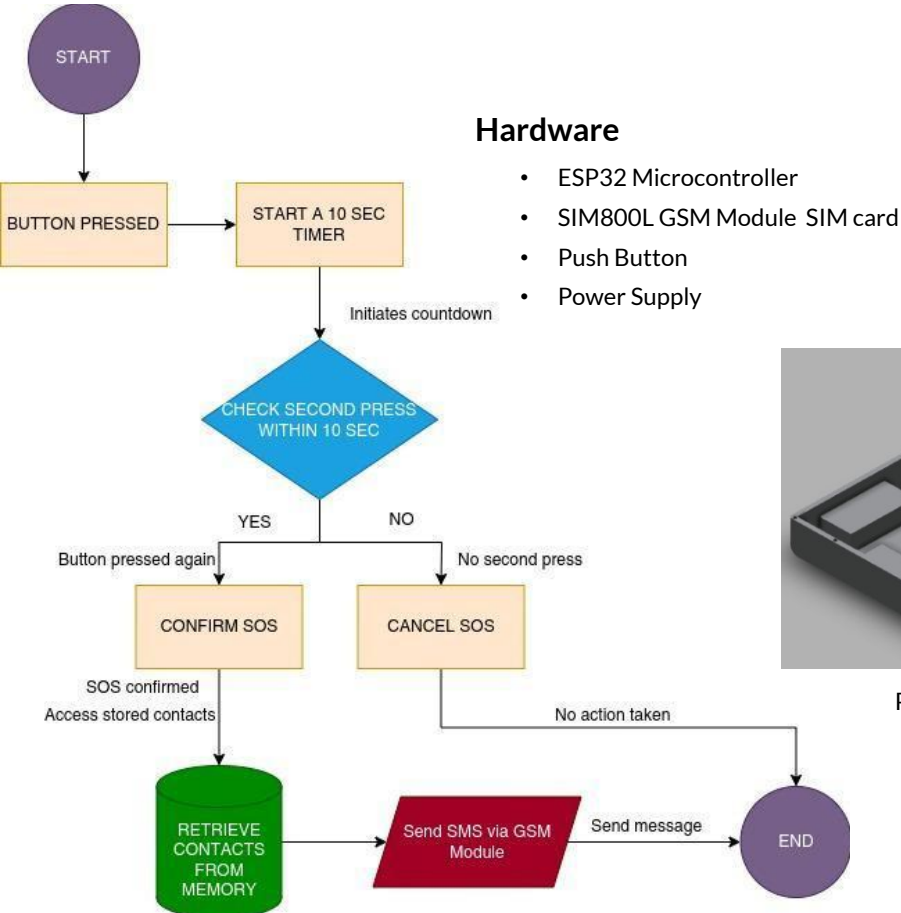 START
BUTTON PRESSED
START A 10 SEC
TIMER
Hardware
• ESP32 Microcontroller
• SIM800L GSM Module SIM card
• Push Button
• Power Supply
Initiates countdown
CHECK SECOND PRESS
WITHIN 10 SEC
YES
NO
Button pressed again
No second press
CONFIRM SOS
CANCEL SOS
SOS confirmed
Access stored contacts
No action taken
RETRIEVE
CONTACTS
FROM
MEMORY
Send SMS via GSM
Module
Send message
END